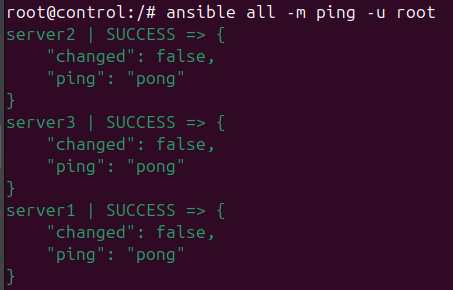 root@control:/# ansible all -m ping -u root
server2 | SUCCESS => {
    "changed": false,
    "ping": "pong"
}
server3 | SUCCESS => {
    "changed": false,
    "ping": "pong"
}
server1 | SUCCESS => {
    "changed": false,
    "ping": "pong"
}